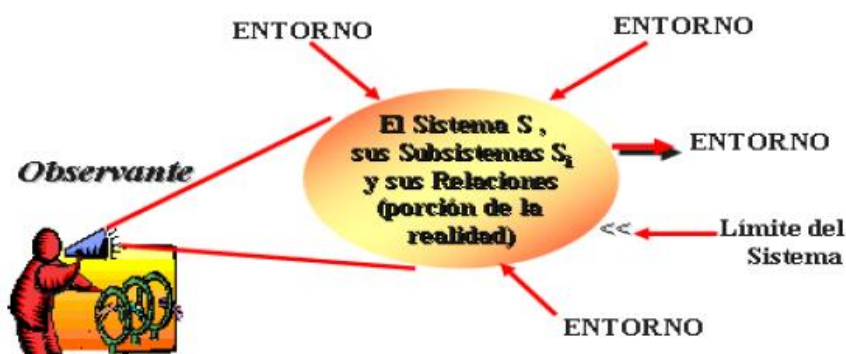 ENTORNO
ENTORNO
El Sistema S ,
sus Subsistemas Si
y sus Relaciones
(porción de la
realidad)
ENTORNO
Observante
<<
Límite del
Sistema
ENTORNO